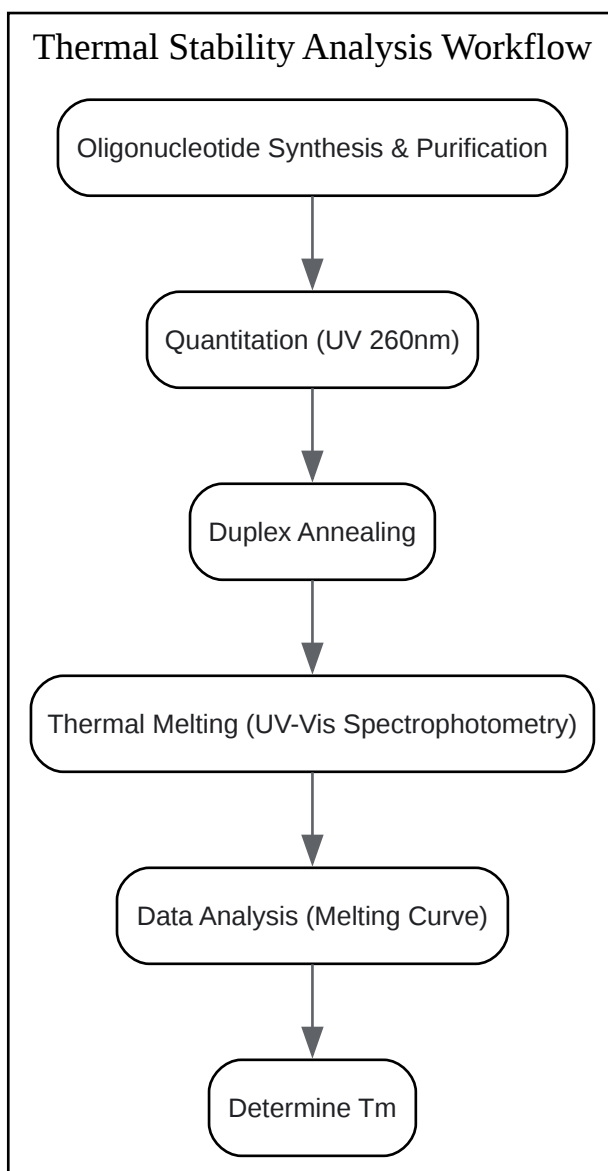 Thermal Stability Analysis Workflow
Oligonucleotide Synthesis & Purification
Quantitation (UV 260nm)
Duplex Annealing
Thermal Melting (UV-Vis Spectrophotometry)
Data Analysis (Melting Curve)
Determine Tm